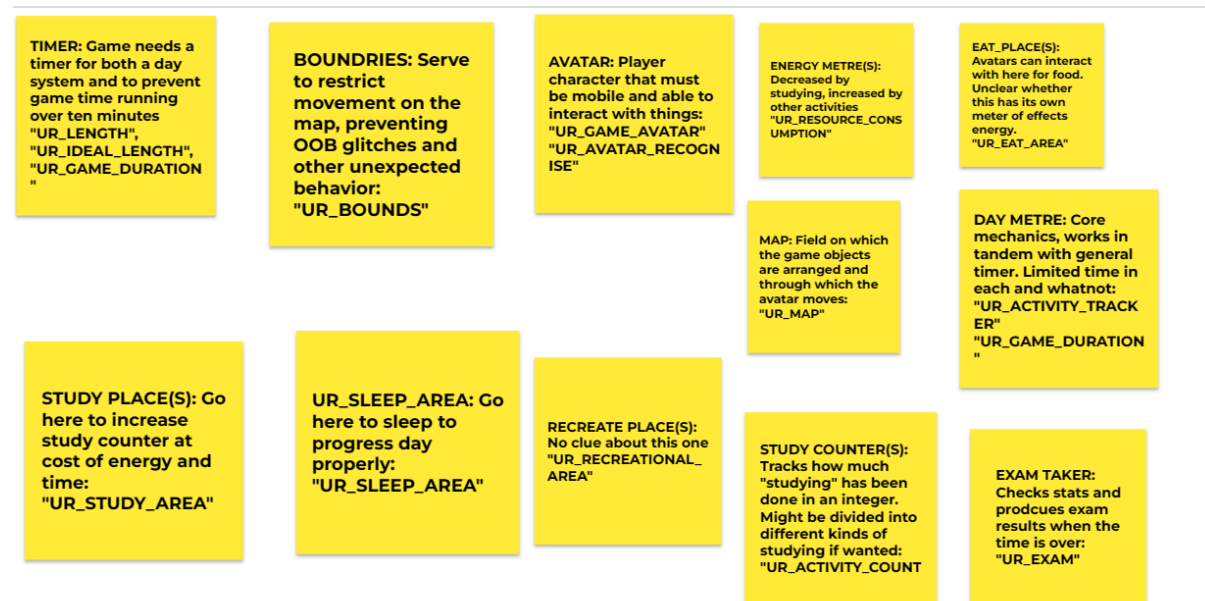 TIMER: Game needs a
timer for both a day
system and to prevent
game time running
over ten minutes
"UR_LENGTH",
"UR_IDEAL_LENGTH",
"UR_GAME_DURATION
"
BOUNDRIES: Serve
to restrict
movement on the
map, preventing
OOB glitches and
other unexpected
behavior:
"UR_BOUNDS"
AVATAR: Player
character that must
be mobile and able to
interact with things:
"UR_GAME_AVATAR"
"UR_AVATAR_RECOGN
ISE"
ENERGY METRE(S):
Decreased by
studying, increased by
other activities
"UR_RESOURCE_CONS
UMPTION"
EAT_PLACE(S):
Avatars can interact
with here for food.
Unclear whether
this has its own
meter of effects
energy.
"UR_EAT_AREA"
MAP: Field on which
the game objects
are arranged and
through which the
avatar moves:
"UR_MAP"
DAY METRE: Core
mechanics, works in
tandem with general
timer. Limited time in
each and whatnot:
"UR_ACTIVITY_TRACK
ER"
"UR_GAME_DURATION
"
STUDY PLACE(S): Go
here to increase
study counter at
cost of energy and
time:
"UR_STUDY_AREA"
UR_SLEEP_AREA: Go
here to sleep to
progress day
properly:
"UR_SLEEP_AREA"
RECREATE PLACE(S):
No clue about this one
"UR_RECREATIONAL_
AREA"
STUDY COUNTER(S):
Tracks how much
"studying" has been
done in an integer.
Might be divided into
different kinds of
studying if wanted:
"UR_ACTIVITY_COUNT
EXAM TAKER:
Checks stats and
prodcues exam
results when the
time is over:
"UR_EXAM"